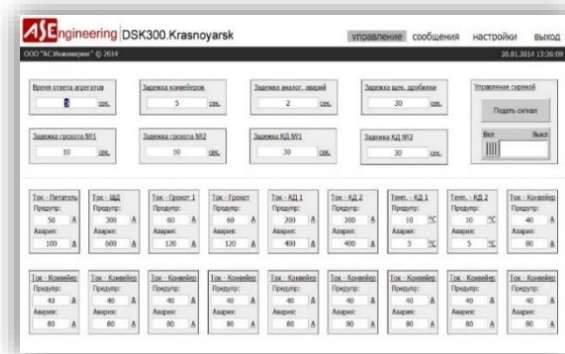 ASEngineering DSK300.Krasnoyarsk
управление сообщения настройки выход
ООО "АС Инжиниринг" © 2014 20.01.2014 13:26:09
Время ответа агрегатов Задежка конвейеров Задежка аналог. аварий Задежка щек. дробилки Управление сиреной
5 сек. 5 сек. 2 сек. 30 сек. Подать сигнал
Задежка грохота №1 Задежка грохота №2 Задежка КД №1 Задежка КД №2 Вкл Выкл
10 сек. 10 сек. 30 сек. 30 сек.
Ток - Питатель Ток - ЩД Ток - Грохот 1 Ток - Грохот Ток - КД 1 Ток - КД 2 Темп. - КД 1 Темп. - КД 2 Ток - Конвейер
Предупр: Предупр: Предупр: Предупр: Предупр: Предупр: Предупр: Предупр: Предупр:
50 А 300 А 60 А 60 А 200 А 200 А 10 °C 10 °C 40 А
Авария: Авария: Авария: Авария: Авария: Авария: Авария: Авария: Авария:
100 А 600 А 120 А 120 А 400 А 400 А 5 °C 5 °C 80 А
Ток - Конвейер Ток - Конвейер Ток - Конвейер Ток - Конвейер Ток - Конвейер Ток - Конвейер Ток - Конвейер Ток - Конвейер Ток - Конвейер
Предупр: Предупр: Предупр: Предупр: Предупр: Предупр: Предупр: Предупр: Предупр:
40 А 40 А 40 А 40 А 40 А 40 А 40 А 40 А 40 А
Авария: Авария: Авария: Авария: Авария: Авария: Авария: Авария: Авария:
80 А 80 А 80 А 80 А 80 А 80 А 80 А 80 А 80 А